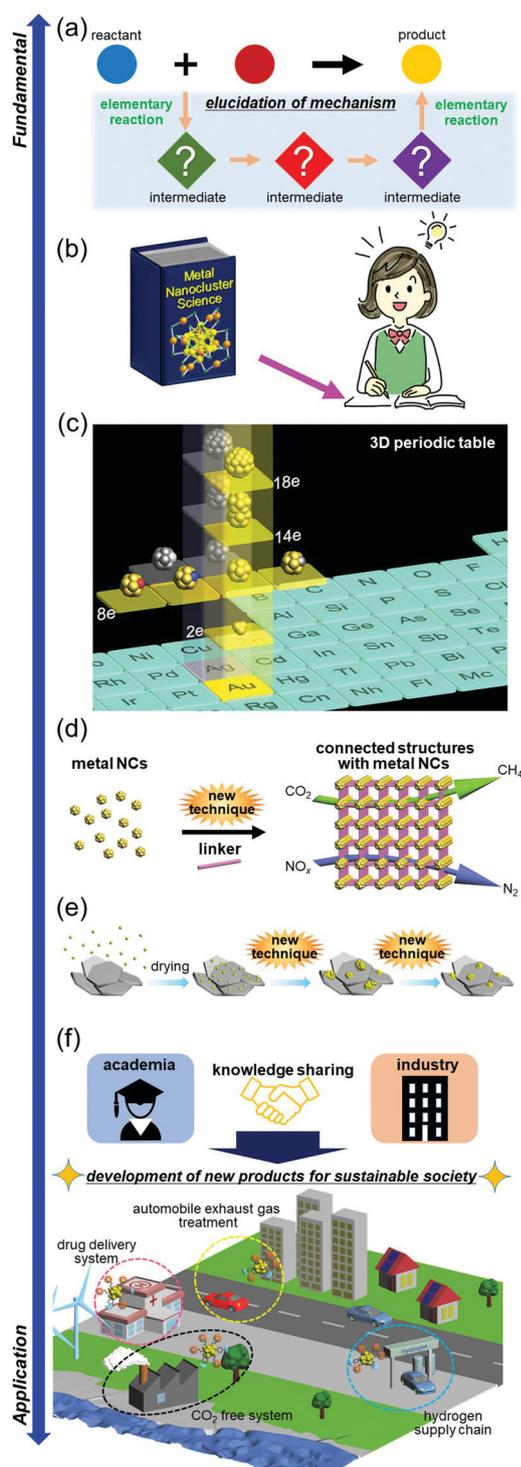 Fundamental
(a)
reactant
product
+
elementary
reaction
elucidation of mechanism
elementary
reaction
?
?
?
intermediate
intermediate
intermediate
(b)
Metal
Nanocluster
Science
(c)
3D periodic table
18e
14e
8e
2e
H
B C N O F
Al Si P S Cl
Ni Cu Ga Ge As Se
Rh Pd Ag Cd In Sn Sb Te
Ir Pt Au Hg Tl Pb Bi
Rg Cn Nh Fl Mc
(d)
metal NCs
connected structures
with metal NCs
new
technique
linker
CO2
CH4
NOx
N2
(e)
drying
new
technique
new
technique
(f)
academia
knowledge sharing
industry
development of new products for sustainable society
automobile exhaust gas
treatment
drug delivery
system
H
Hydrogen
CO2 free system
hydrogen
supply chain
Application